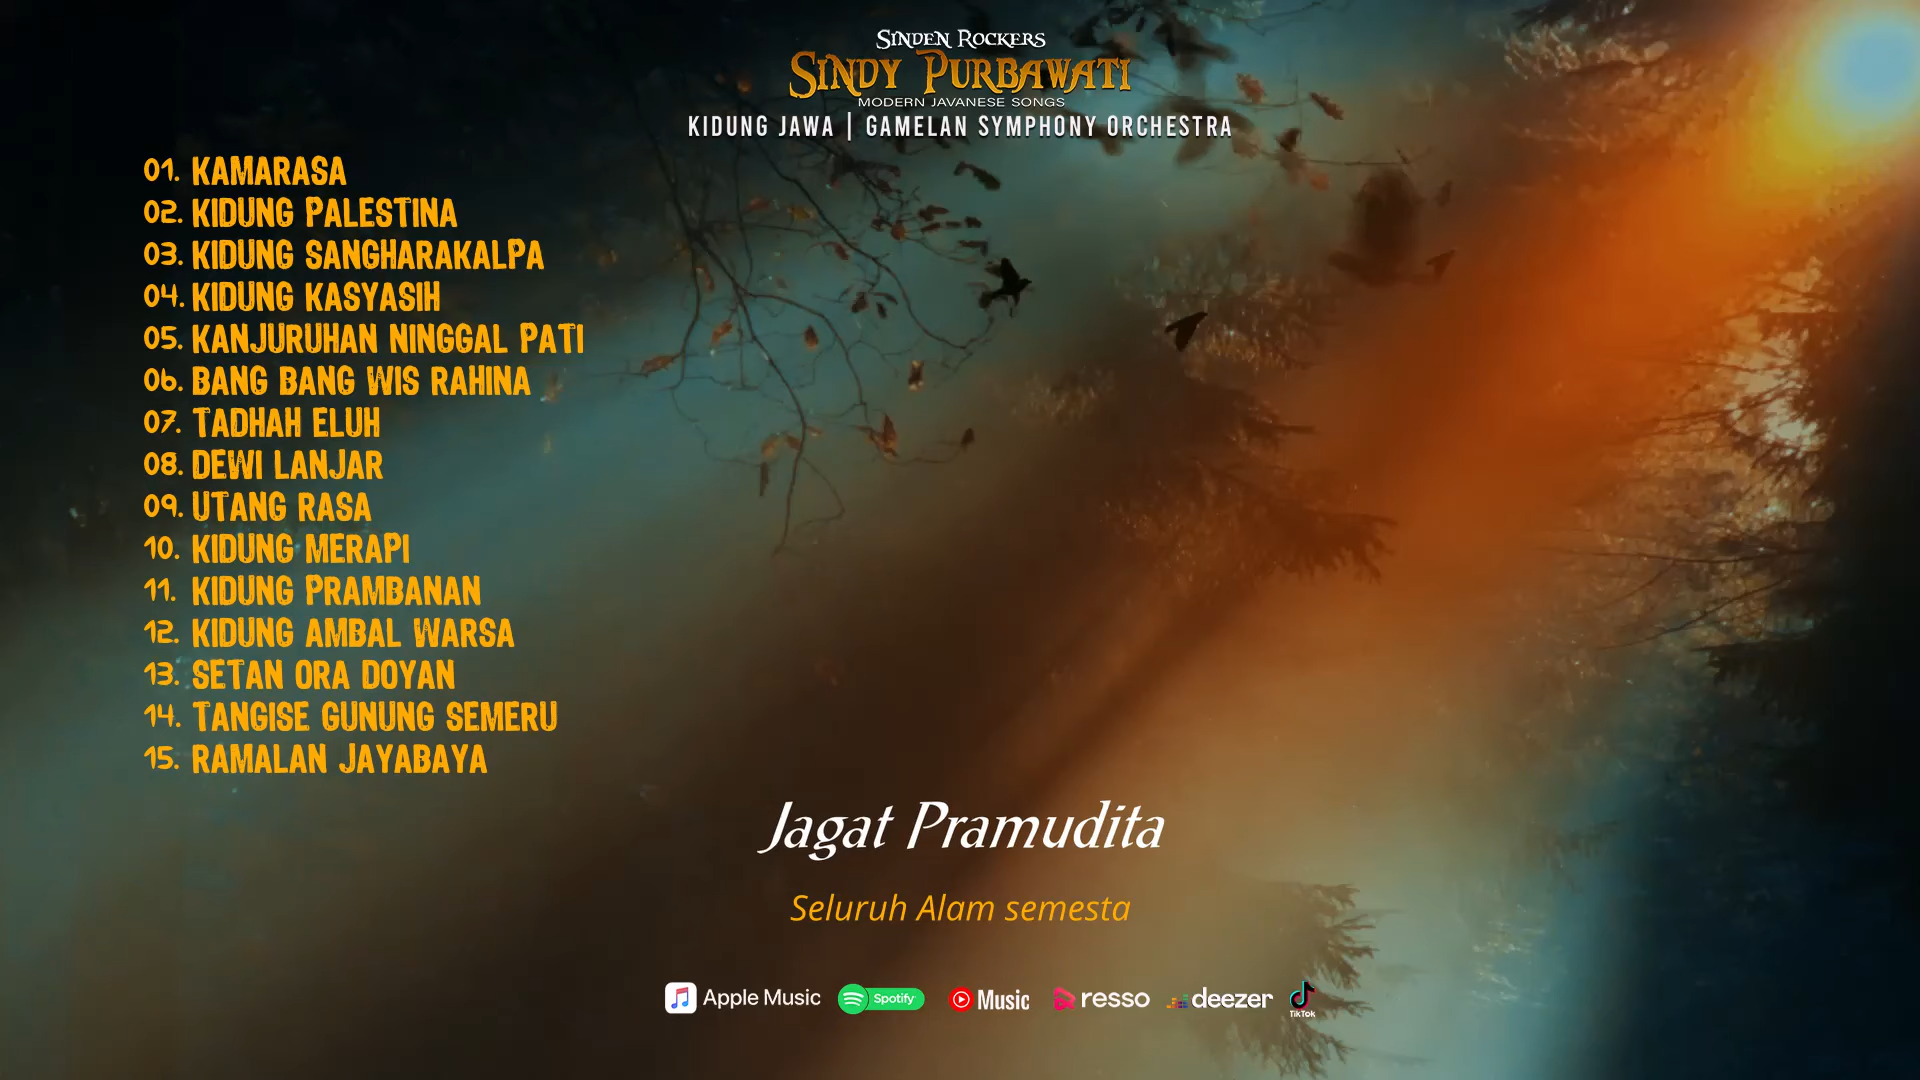 SINDEN ROCKERS
SINDY PURBAWATI
MODERN JAVANESE SONGS
KIDUNG JAWA | GAMELAN SYMPHONY ORCHESTRA
01. KAMARASA
02. KIDUNG PALESTINA
03. KIDUNG SANGHARAKALPA
04. KIDUNG KASYASIH
05. KANJURUHAN NINGGAL PATI
06. BANG BANG WIS RAHINA
07. TADHAH ELUH
08. DEWI LANJAR
09. UTANG RASA
10. KIDUNG MERAPI
11. KIDUNG PRAMBANAN
12. KIDUNG AMBAL WARSA
13. SETAN ORA DOYAN
14. TANGISE GUNUNG SEMERU
15. RAMALAN JAYABAYA
Jagat Pramudita
Seluruh Alam semesta
Apple Music Spotify Music resso deezer TikTok